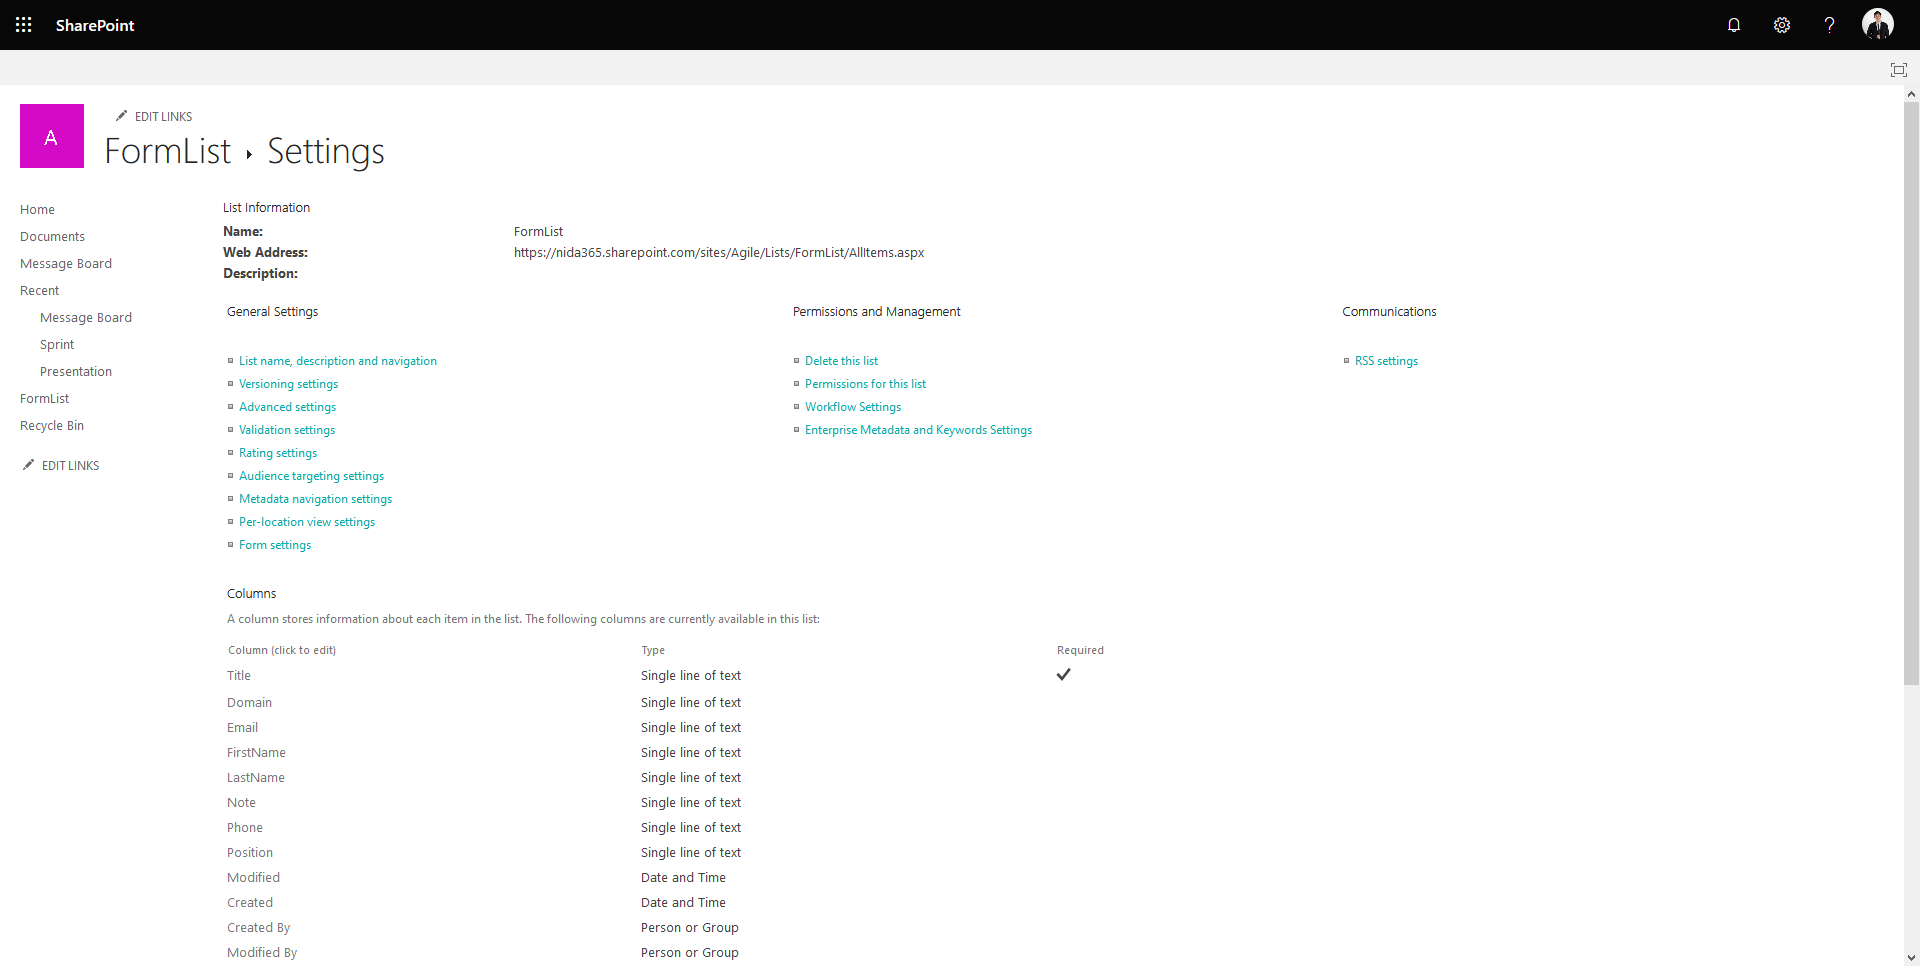 SharePoint
EDIT LINKS
A
FormList ▸ Settings
Home
Documents
Message Board
Recent
Message Board
Sprint
Presentation
FormList
Recycle Bin
EDIT LINKS
List Information
Name: FormList
Web Address: https://nida365.sharepoint.com/sites/Agile/Lists/FormList/AllItems.aspx
Description:
General Settings
List name, description and navigation
Versioning settings
Advanced settings
Validation settings
Rating settings
Audience targeting settings
Metadata navigation settings
Per-location view settings
Form settings
Permissions and Management
Delete this list
Permissions for this list
Workflow Settings
Enterprise Metadata and Keywords Settings
Communications
RSS settings
Columns
A column stores information about each item in the list. The following columns are currently available in this list:
Column (click to edit) Type Required
Title Single line of text ✔
Domain Single line of text
Email Single line of text
FirstName Single line of text
LastName Single line of text
Note Single line of text
Phone Single line of text
Position Single line of text
Modified Date and Time
Created Date and Time
Created By Person or Group
Modified By Person or Group